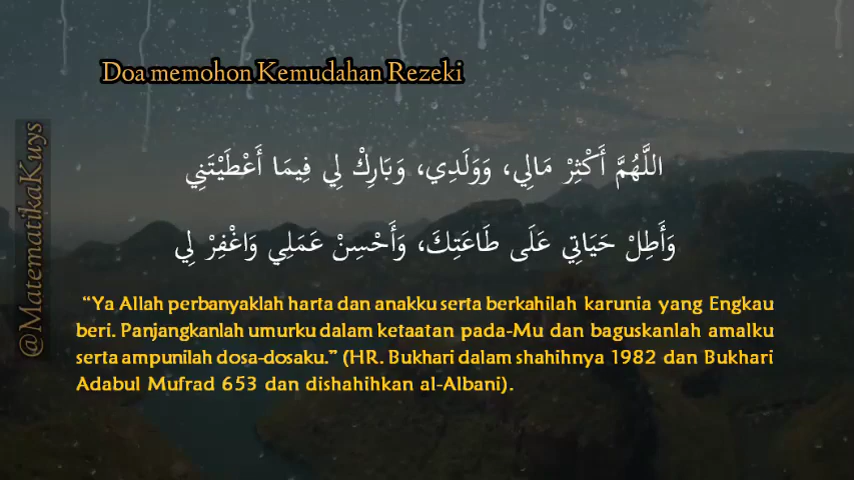 Doa memohon Kemudahan Rezeki
@MatematikaKuys
اللَّهُمَّ أَكْثِرْ مَالِي، وَوَلَدِي، وَبَارِكْ لِي فِيمَا أَعْطَيْتَنِي
وَأَطِلْ حَيَاتِي عَلَى طَاعَتِكَ، وَأَحْسِنْ عَمَلِي وَاغْفِرْ لِي
“Ya Allah perbanyaklah harta dan anakku serta berkahilah karunia yang Engkau
beri. Panjangkanlah umurku dalam ketaatan pada-Mu dan baguskanlah amalku
serta ampunilah dosa-dosaku.” (HR. Bukhari dalam shahihnya 1982 dan Bukhari
Adabul Mufrad 653 dan dishahihkan al-Albani).